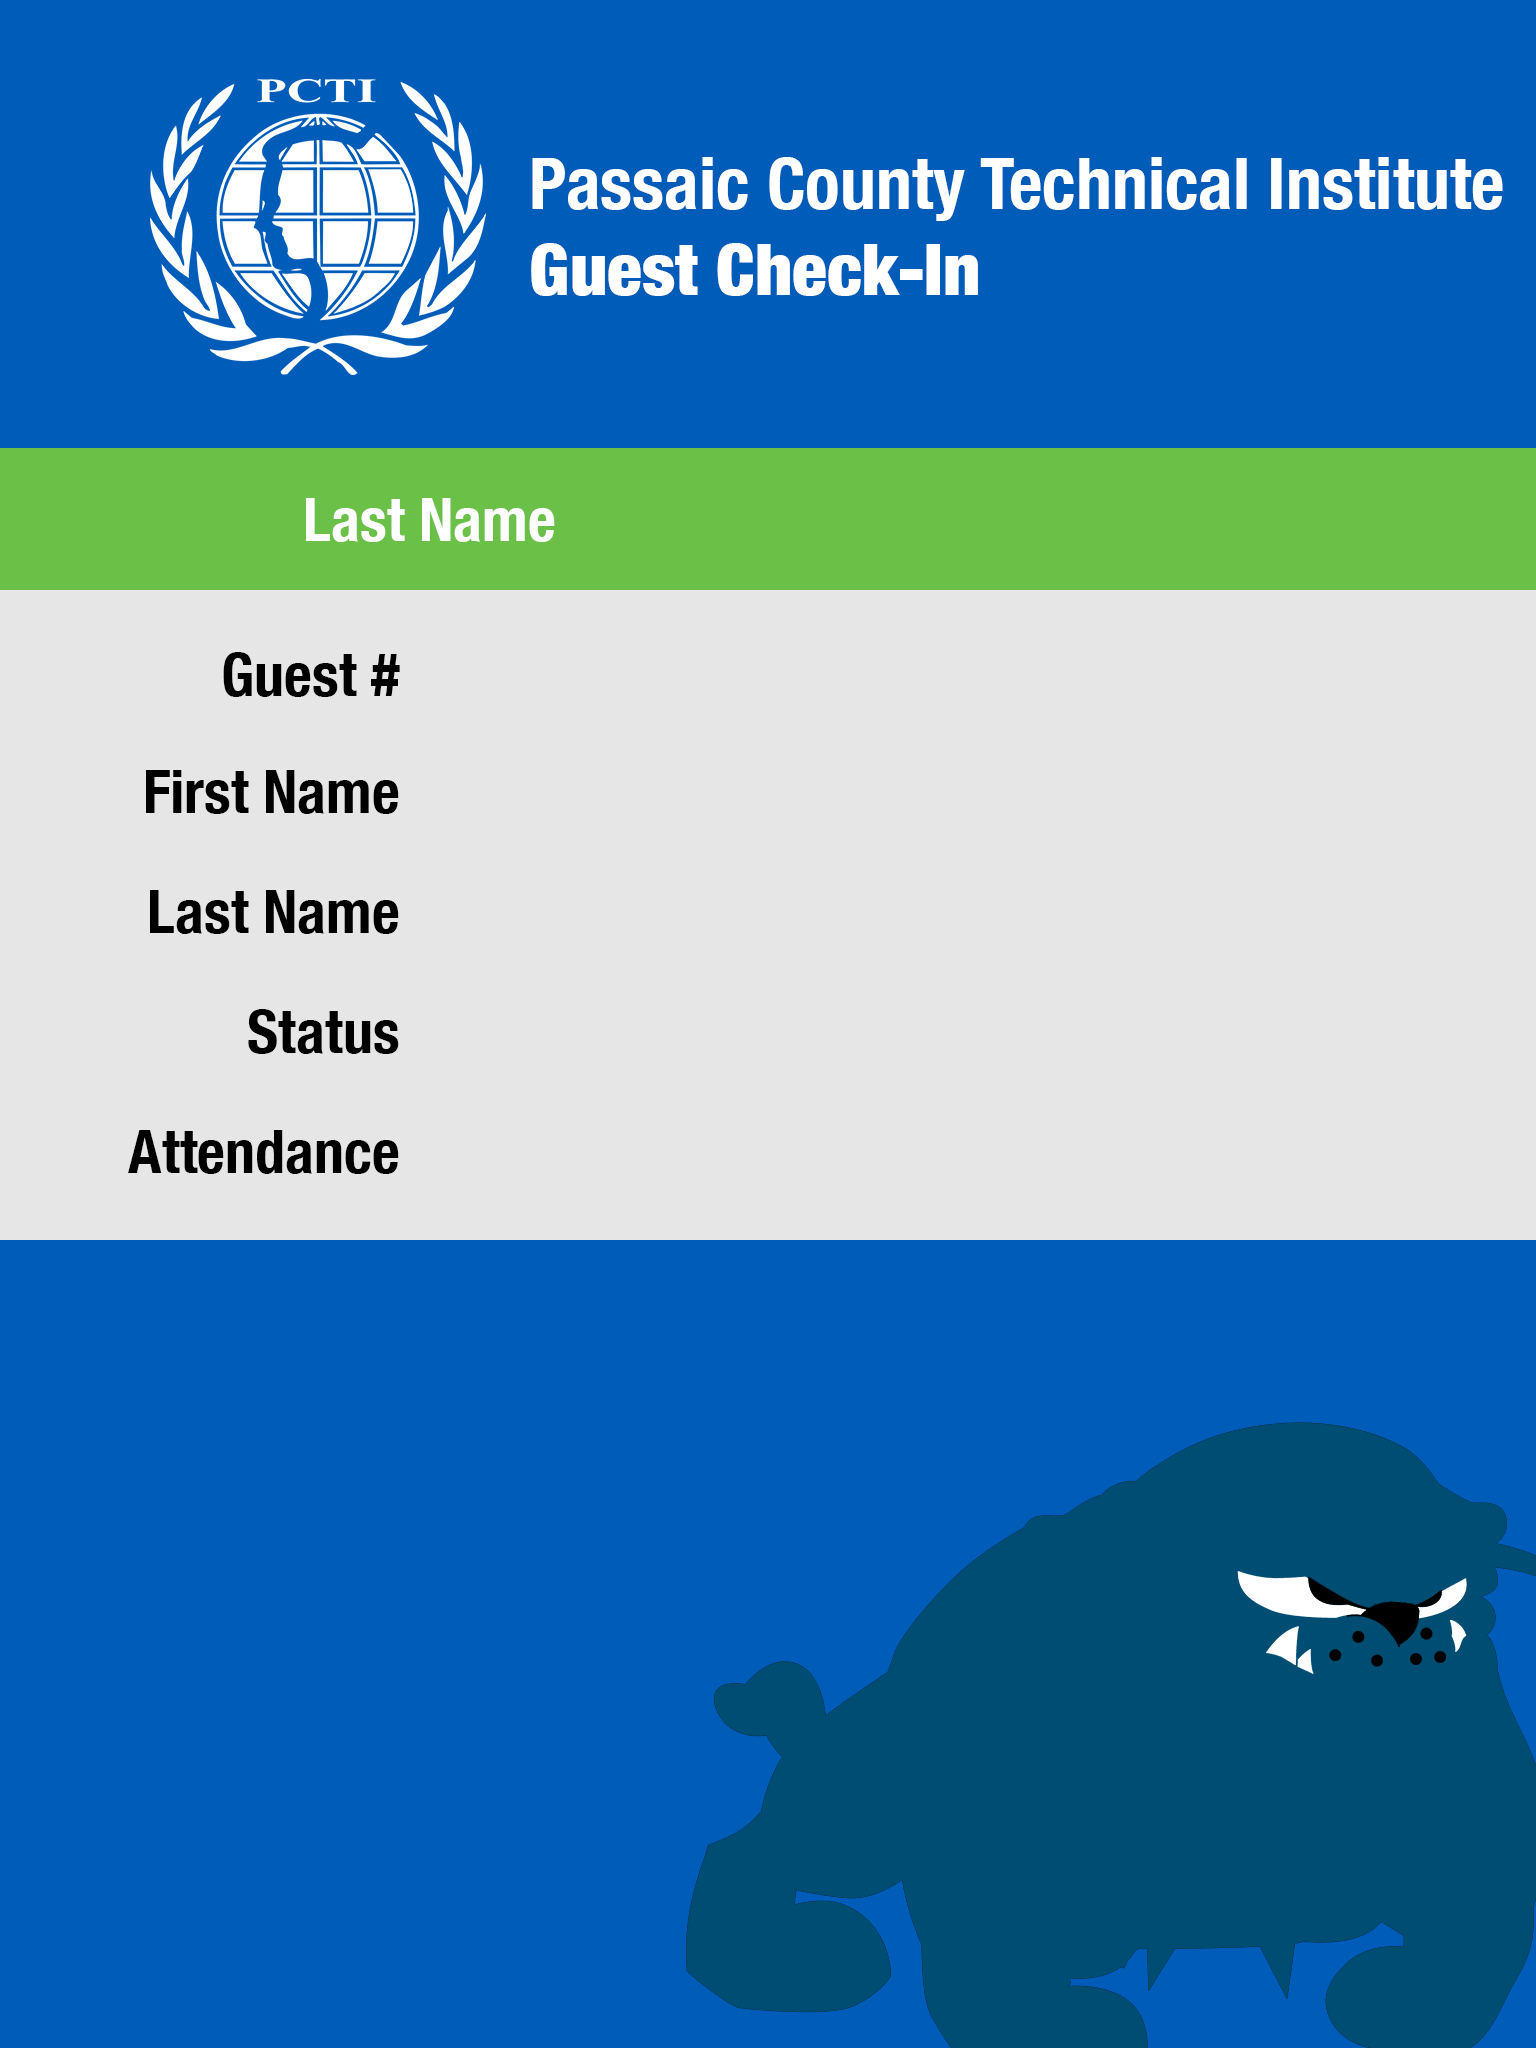 PCTI
Passaic County Technical Institute
Guest Check-In
Last Name
Guest #
First Name
Last Name
Status
Attendance